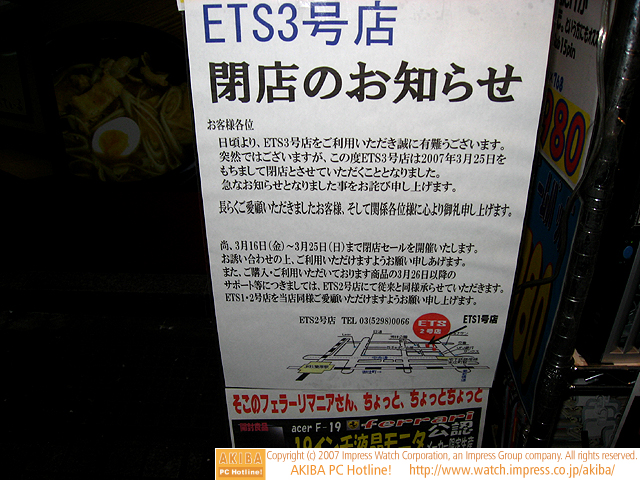 ETS3号店
閉店のお知らせ
お客様各位
日頃より、ETS3号店をご利用いただき誠に有難うございます。
突然ではございますが、この度ETS3号店は2007年3月25日を
もちまして閉店とさせていただくこととなりました。
急なお知らせとなりました事をお詫び申し上げます。
長らくご愛顧いただきましたお客様、そして関係各位様に心より御礼申し上げます。
尚、3月16日(金)～3月25日(日)まで閉店セールを開催いたします。
お誘い合わせの上、ご利用いただけますようお願い申しあげます。
また、ご購入・ご利用いただいております商品の3月26日以降の
サポート等につきましては、ETS2号店にて従来と同様承らせていただきます。
ETS1・2号店を当店同様ご愛顧いただけますようお願い申し上げます。
ETS2号店 TEL 03(5298)0066
ETS
2号店
ETS1号店
そこのフェラーリマニアさん、ちょっと、ちょっとちょっと
開封良品
acer F-19
ferrari
公認
19インチ液晶モニタ
980
15pin
AKIBA
PC Hotline!
Copyright (c) 2007 Impress Watch Corporation, an Impress Group company. All rights reserved.
AKIBA PC Hotline! http://www.watch.impress.co.jp/akiba/